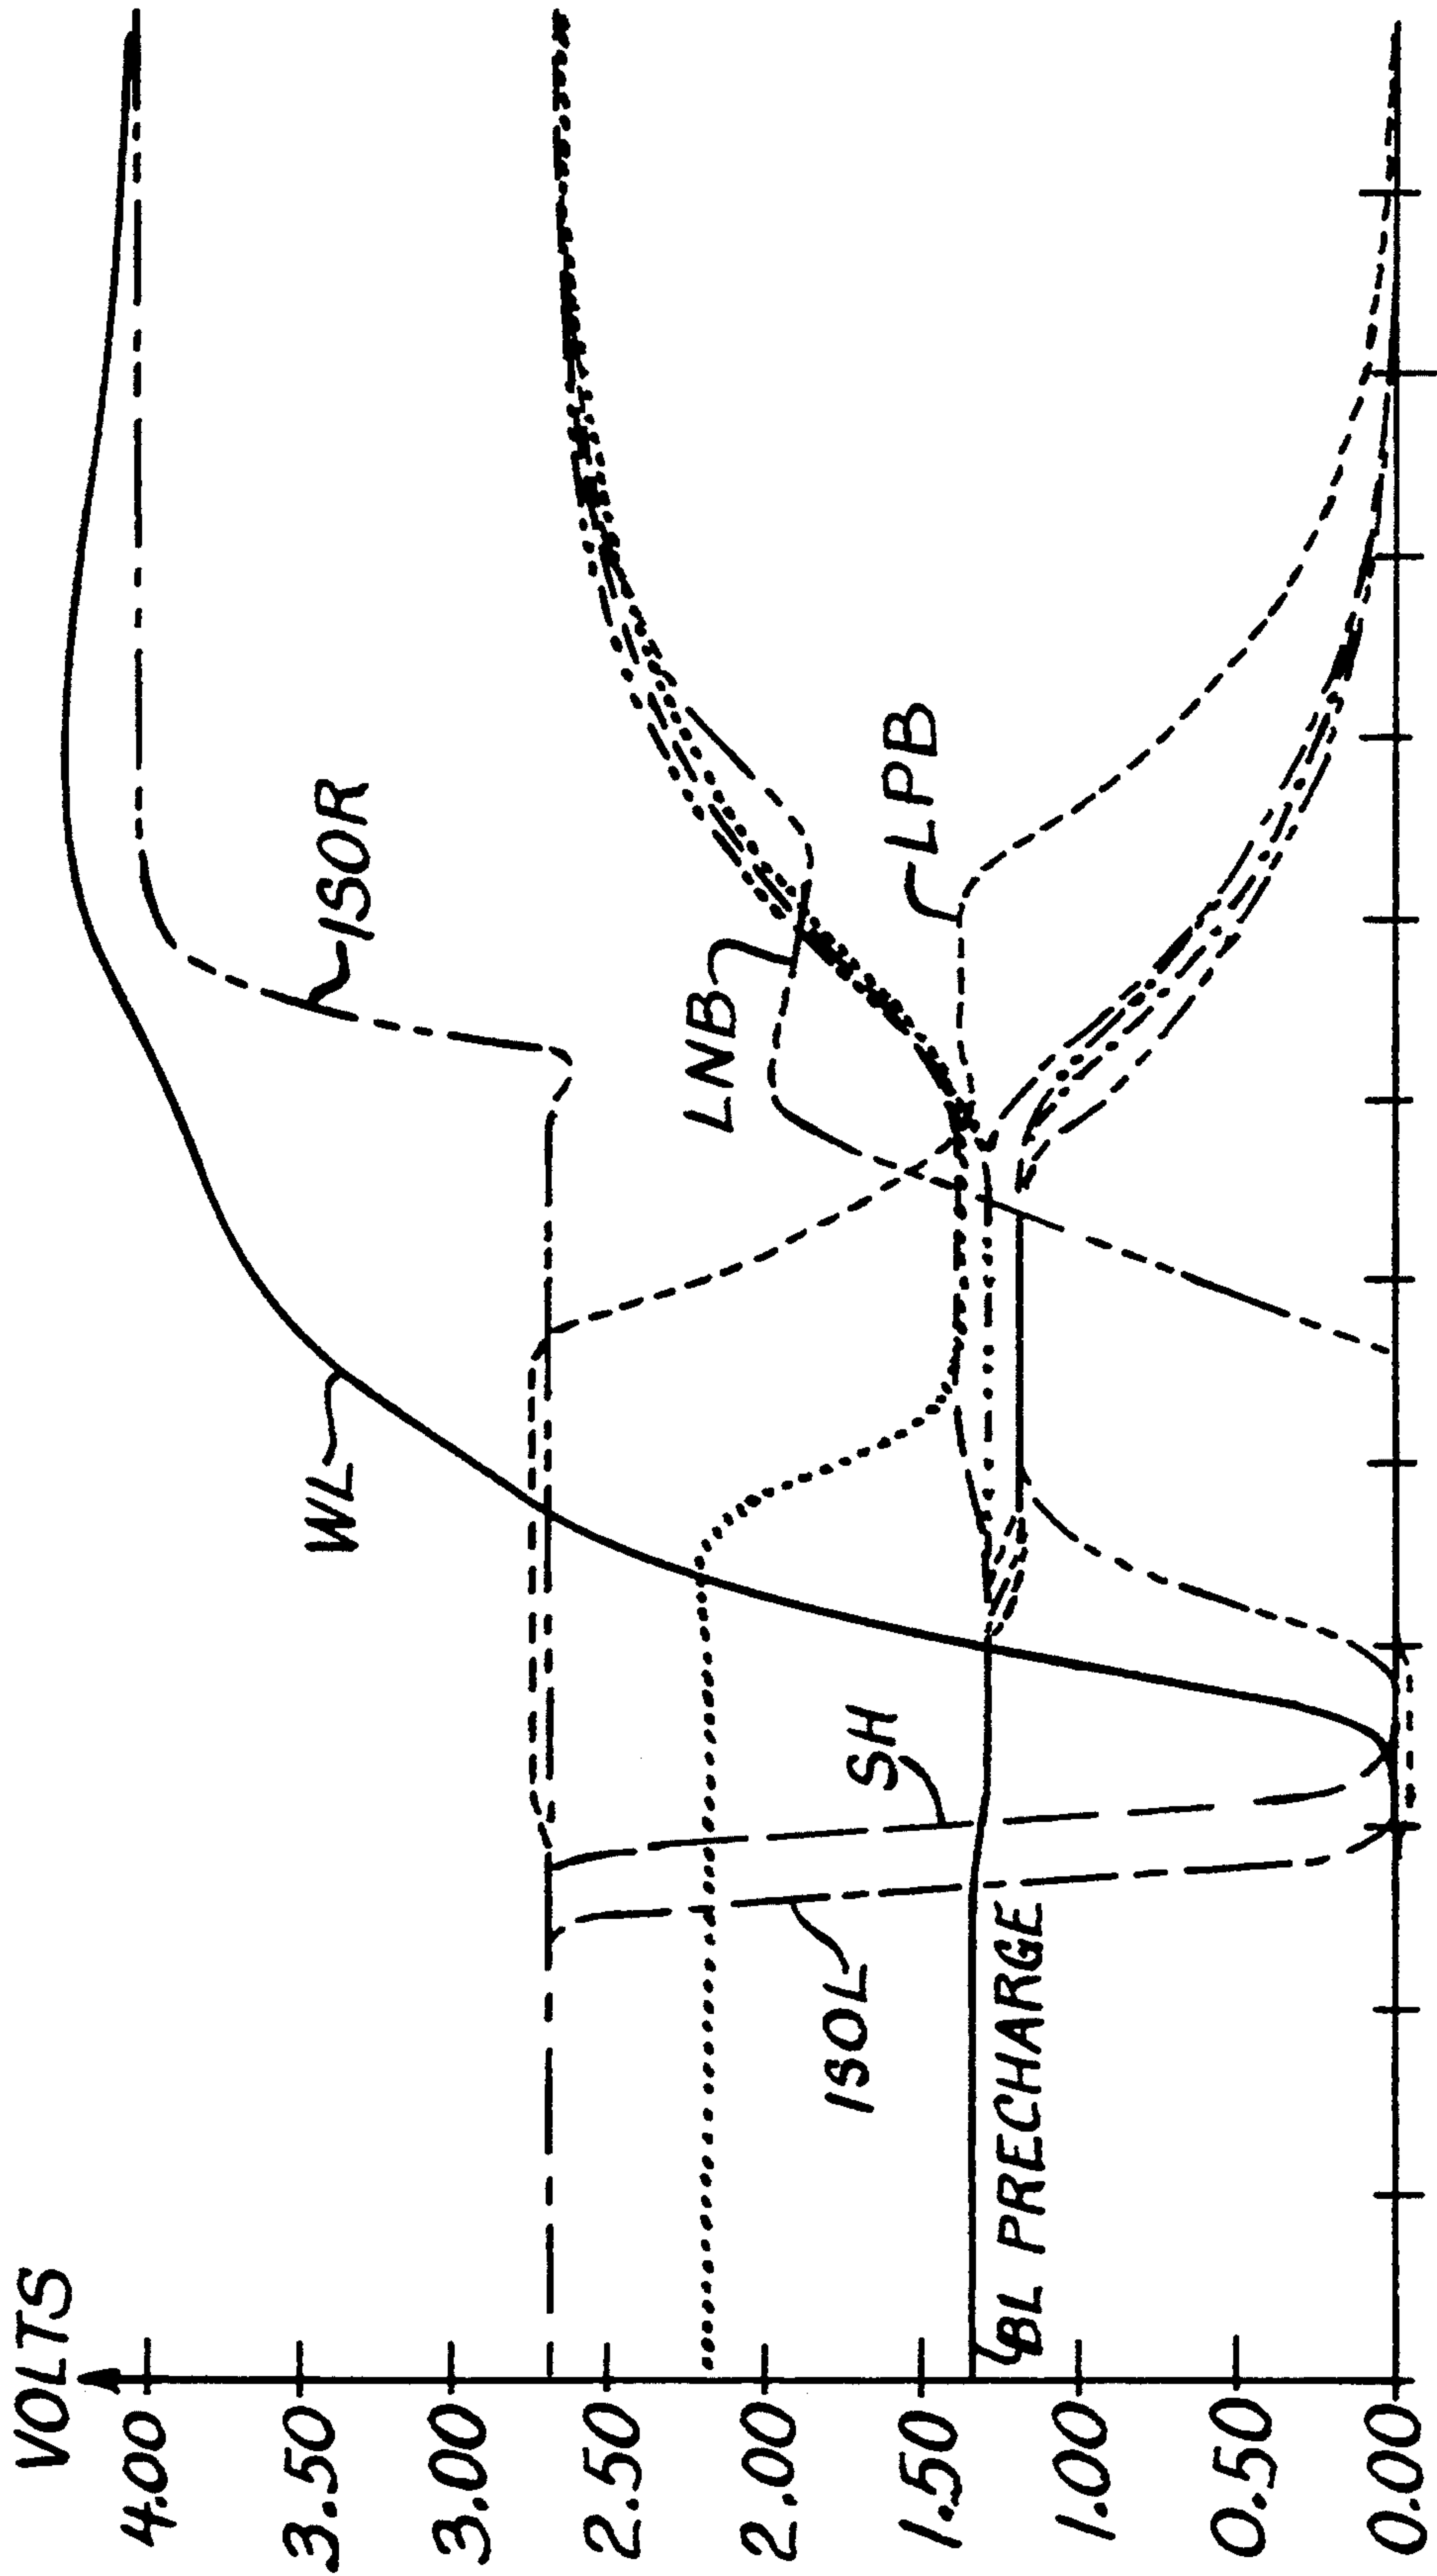 VOLTS
4.00
3.50
3.00
2.50
2.00
1.50
1.00
0.50
0.00
WL
ISOR
LNB
LPB
SH
ISOL
BL PRECHARGE